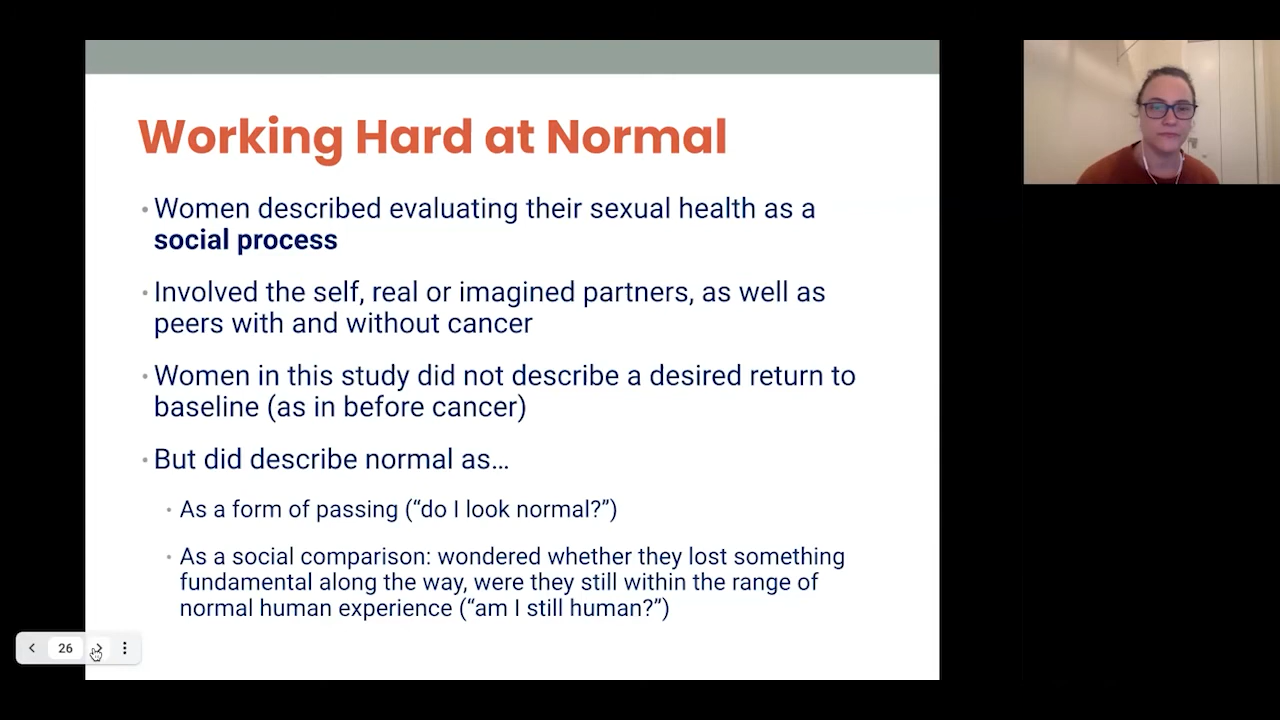 Working Hard at Normal
• Women described evaluating their sexual health as a
social process
• Involved the self, real or imagined partners, as well as
peers with and without cancer
• Women in this study did not describe a desired return to
baseline (as in before cancer)
• But did describe normal as…
• As a form of passing (“do I look normal?”)
• As a social comparison: wondered whether they lost something
fundamental along the way, were they still within the range of
normal human experience (“am I still human?”)
26